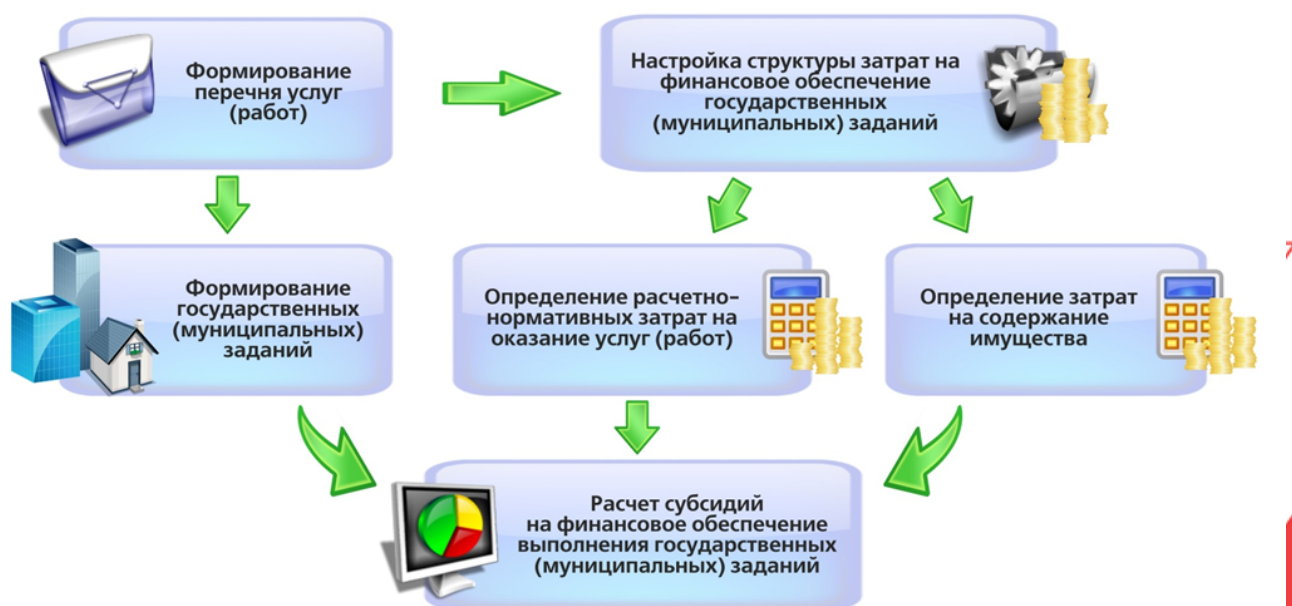 Формирование
перечня услуг
(работ)
Настройка структуры затрат на
финансовое обеспечение
государственных
(муниципальных) заданий
Формирование
государственных
(муниципальных)
заданий
Определение расчетно-
нормативных затрат на
оказание услуг (работ)
Определение затрат
на содержание
имущества
Расчет субсидий
на финансовое обеспечение
выполнения государственных
(муниципальных) заданий